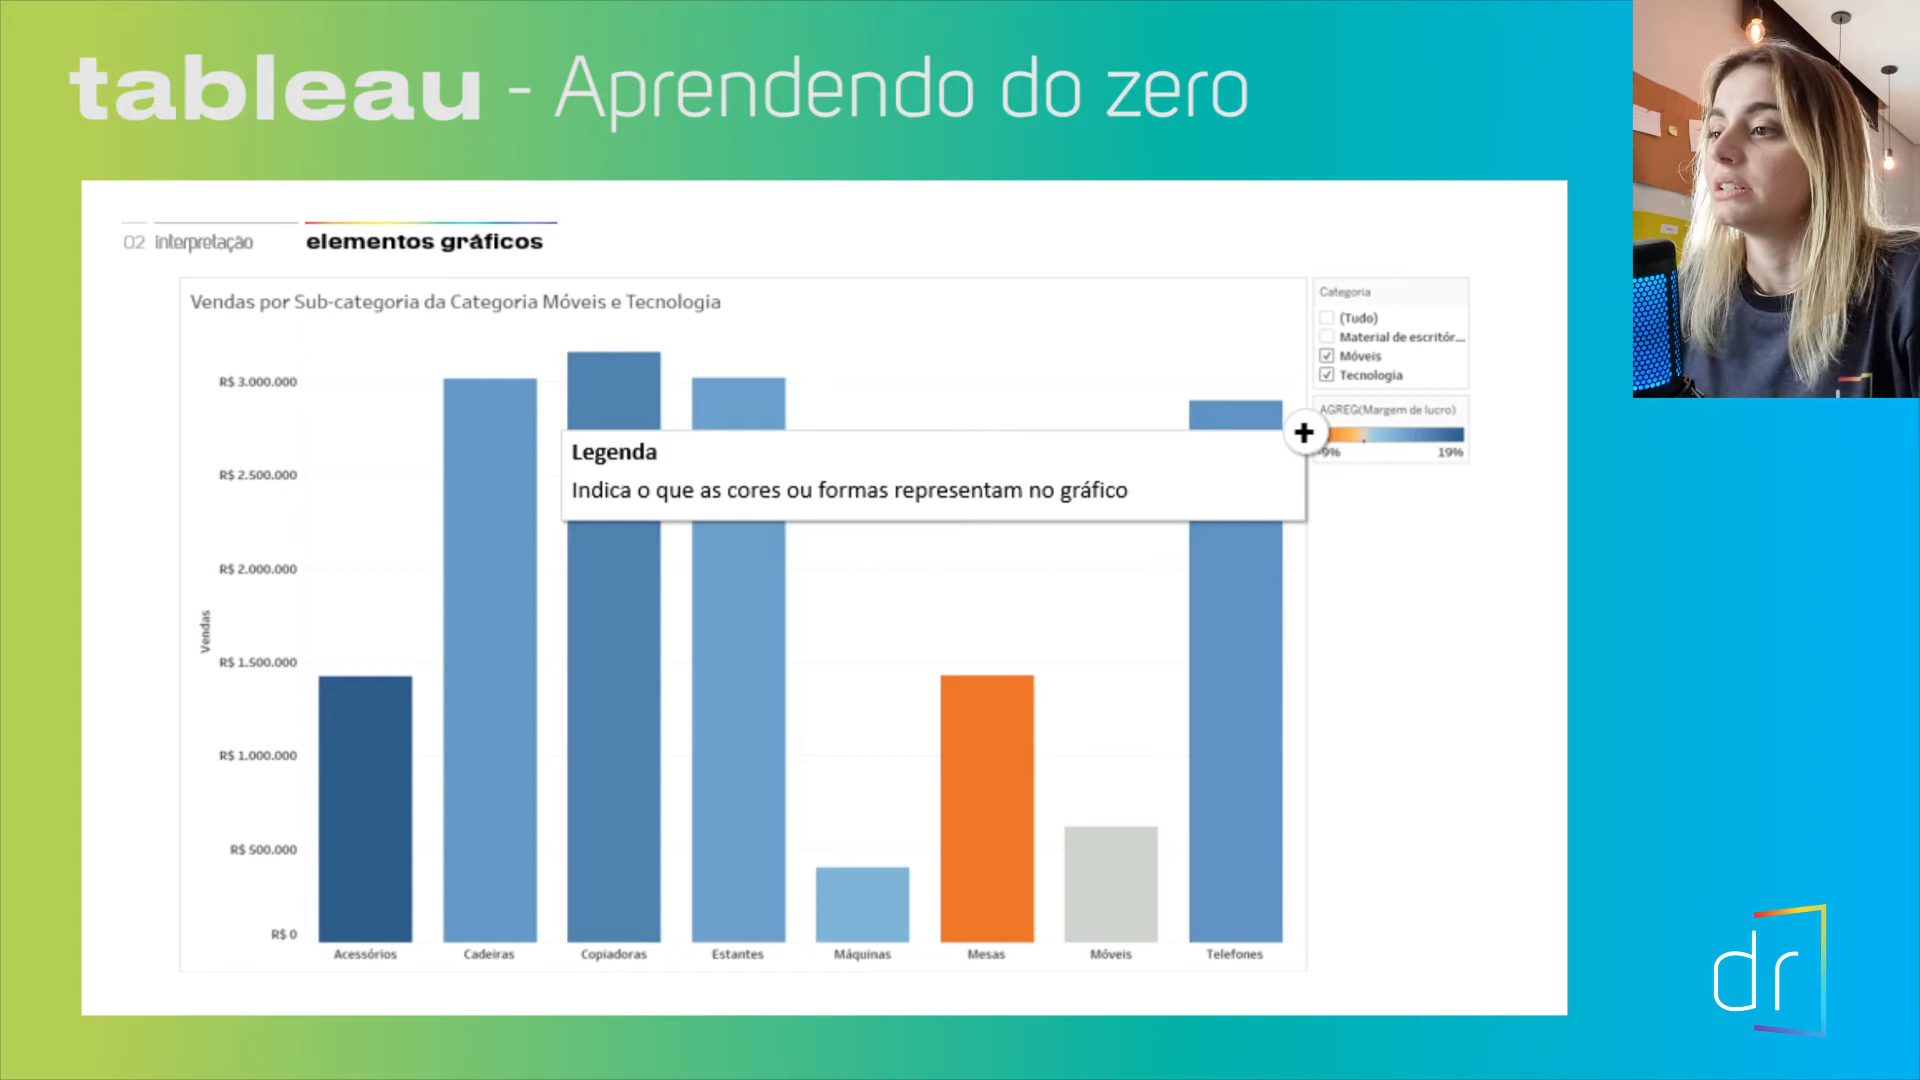 tableau - Aprendendo do zero
02 interpretação elementos gráficos
Vendas por Sub-categoria da Categoria Móveis e Tecnologia
Categoria
(Tudo)
Material de escritór...
Móveis
Tecnologia
AGREG(Margem de lucro)
-9% 19%
+
Legenda
Indica o que as cores ou formas representam no gráfico
Vendas
R$ 3.000.000
R$ 2.500.000
R$ 2.000.000
R$ 1.500.000
R$ 1.000.000
R$ 500.000
R$ 0
Acessórios Cadeiras Copiadoras Estantes Máquinas Mesas Móveis Telefones
dr